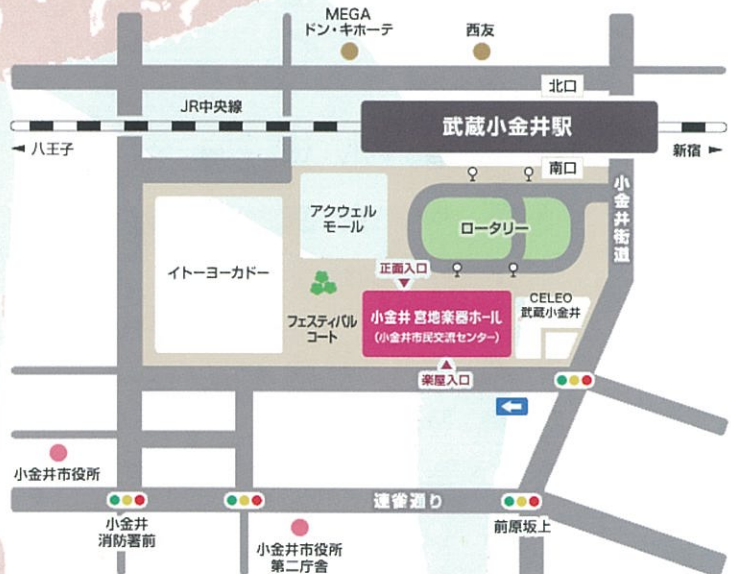 MEGA
ドン・キホーテ
西友
北口
JR中央線
武蔵小金井駅
八王子
新宿
南口
小金井街道
アクウェル
モール
ロータリー
イトーヨーカドー
正面入口
フェスティバル
コート
小金井 宮地楽器ホール
(小金井市民交流センター)
CELEO
武蔵小金井
楽屋入口
小金井市役所
連雀通り
小金井
消防署前
前原坂上
小金井市役所
第二庁舎